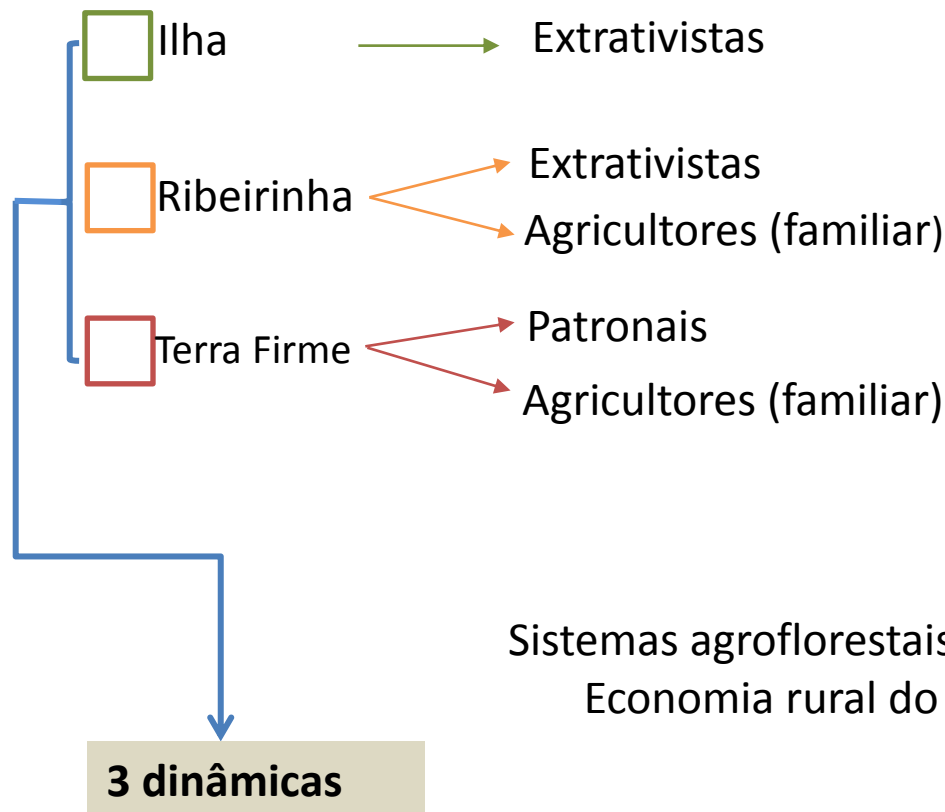 Ilha
Extrativistas
Ribeirinha
Extrativistas
Agricultores (familiar)
Terra Firme
Patronais
Agricultores (familiar)
Sistemas agroflorestais
Economia rural do
3 dinâmicas